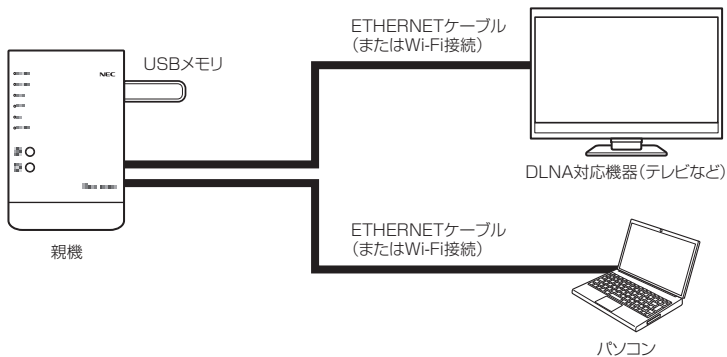 ETHERNETケーブル
(またはWi-Fi接続)
NEC
USBメモリ
DLNA対応機器(テレビなど)
親機
ETHERNETケーブル
(またはWi-Fi接続)
パソコン